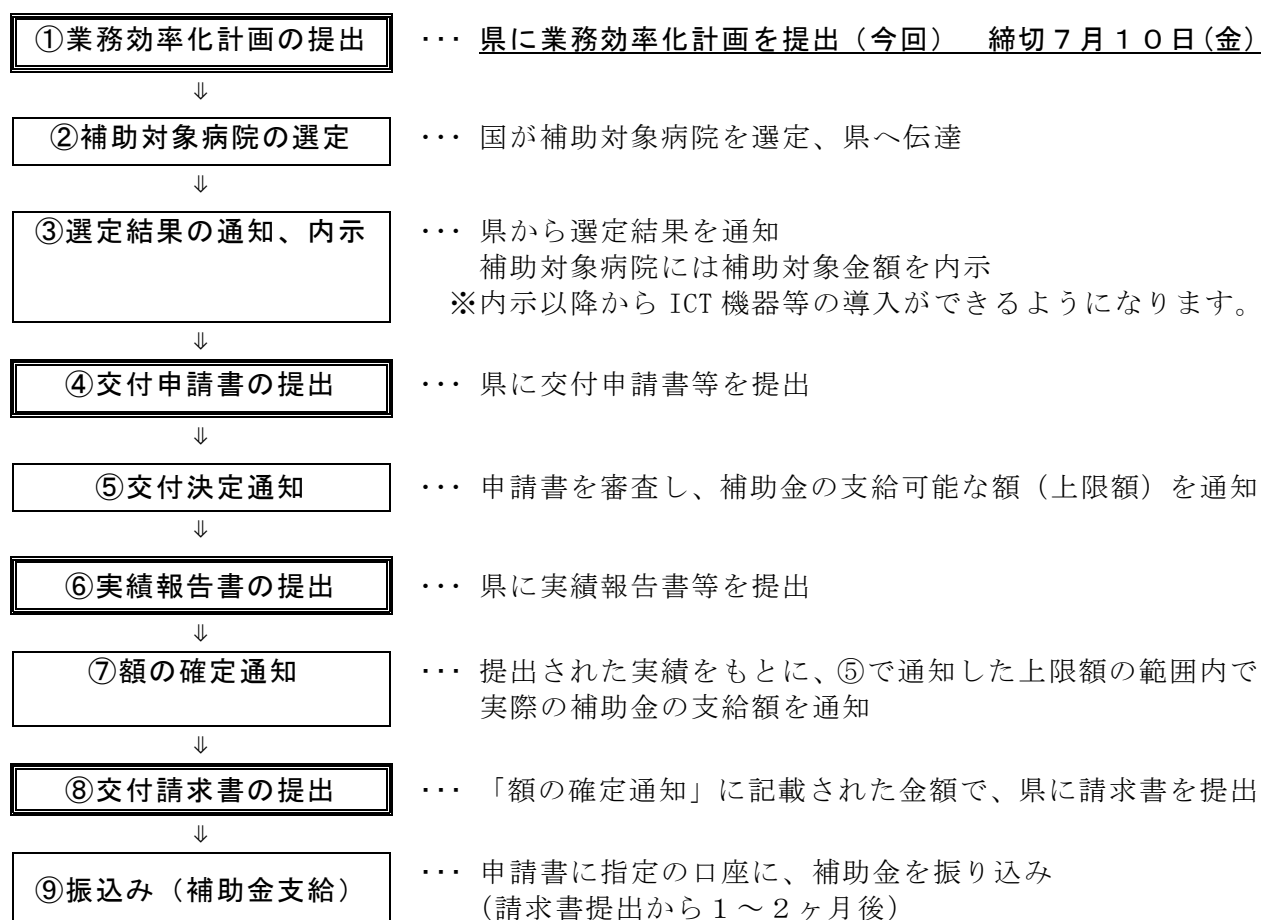 ①業務効率化計画の提出 ･･･ 県に業務効率化計画を提出（今回）　締切７月１０日(金)
⇓
②補助対象病院の選定 ･･･ 国が補助対象病院を選定、県へ伝達
⇓
③選定結果の通知、内示 ･･･ 県から選定結果を通知
補助対象病院には補助対象金額を内示
※内示以降から ICT 機器等の導入ができるようになります。
⇓
④交付申請書の提出 ･･･ 県に交付申請書等を提出
⇓
⑤交付決定通知 ･･･ 申請書を審査し、補助金の支給可能な額（上限額）を通知
⇓
⑥実績報告書の提出 ･･･ 県に実績報告書等を提出
⇓
⑦額の確定通知 ･･･ 提出された実績をもとに、⑤で通知した上限額の範囲内で
実際の補助金の支給額を通知
⇓
⑧交付請求書の提出 ･･･ 「額の確定通知」に記載された金額で、県に請求書を提出
⇓
⑨振込み（補助金支給） ･･･ 申請書に指定の口座に、補助金を振り込み
(請求書提出から１～２ヶ月後)